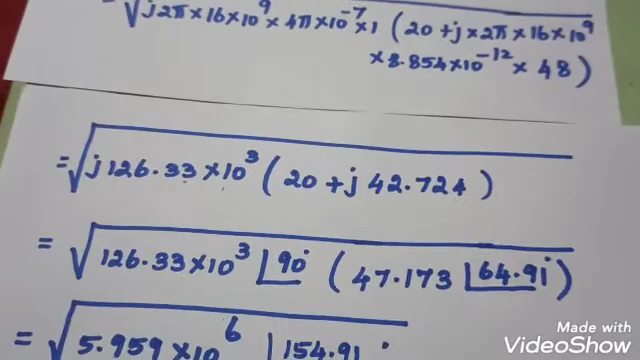 = √j2π×16×10⁹ × 4π×10⁻⁷ ×1 ( 20 + j×2π×16×10⁹
× 8.854×10⁻¹² × 48 )
= √j126.33×10³ ( 20 + j 42.724 )
= √126.33×10³ ∠90° ( 47.173 ∠64.91° )
= √5.959×10⁶ ∠154.91°
Made with
VideoShow